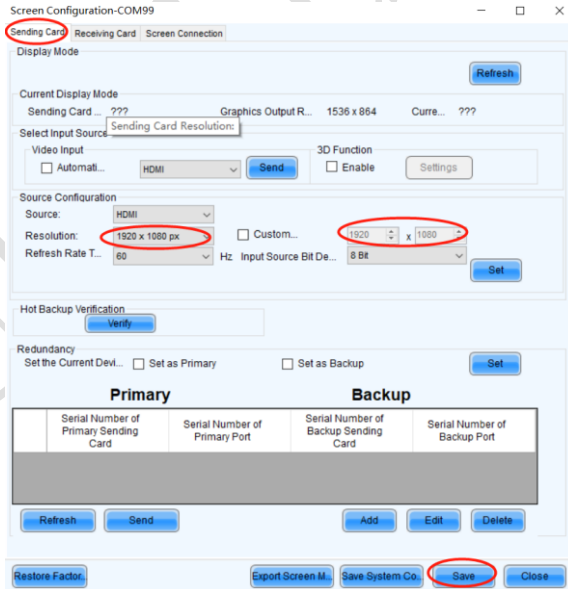 Screen Configuration-COM99
Sending Card Receiving Card Screen Connection
Display Mode
Refresh
Current Display Mode
Sending Card ... ??? Graphics Output R... 1536 x 864 Curre... ???
Sending Card Resolution:
Select Input Source
Video Input 3D Function
Automati... HDMI Send Enable Settings
Source Configuration
Source: HDMI
Resolution: 1920 x 1080 px Custom... 1920 x 1080
Refresh Rate T... 60 Hz Input Source Bit De... 8 Bit
Set
Hot Backup Verification
Verify
Redundancy
Set the Current Devi... Set as Primary Set as Backup Set
Primary Backup
Serial Number of Primary Sending Card Serial Number of Primary Port Serial Number of Backup Sending Card Serial Number of Backup Port
Refresh Send Add Edit Delete
Restore Factor.. Export Screen M.. Save System Co.. Save Close